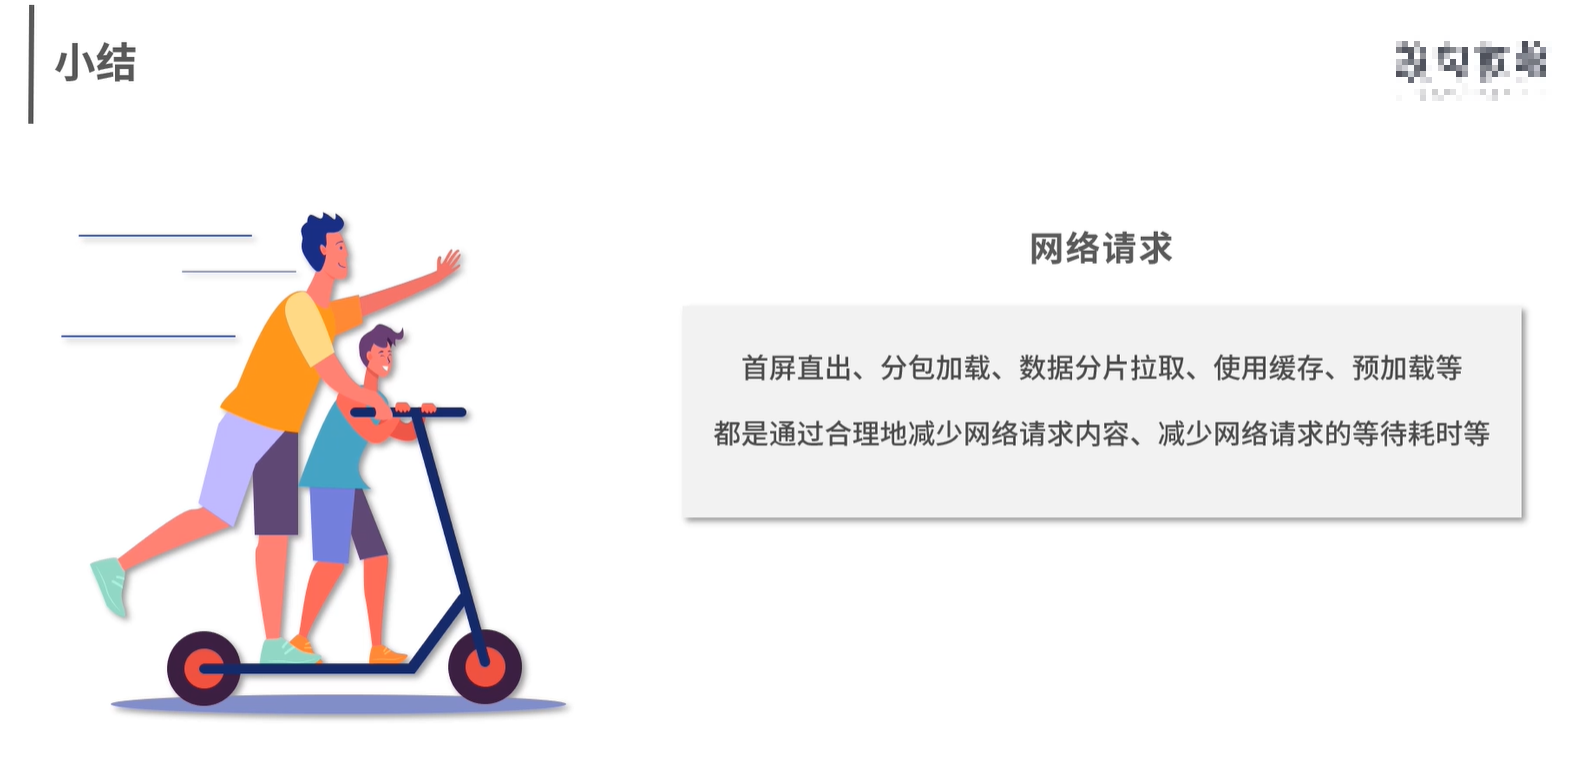 小结
网络请求
首屏直出、分包加载、数据分片拉取、使用缓存、预加载等
都是通过合理地减少网络请求内容、减少网络请求的等待耗时等